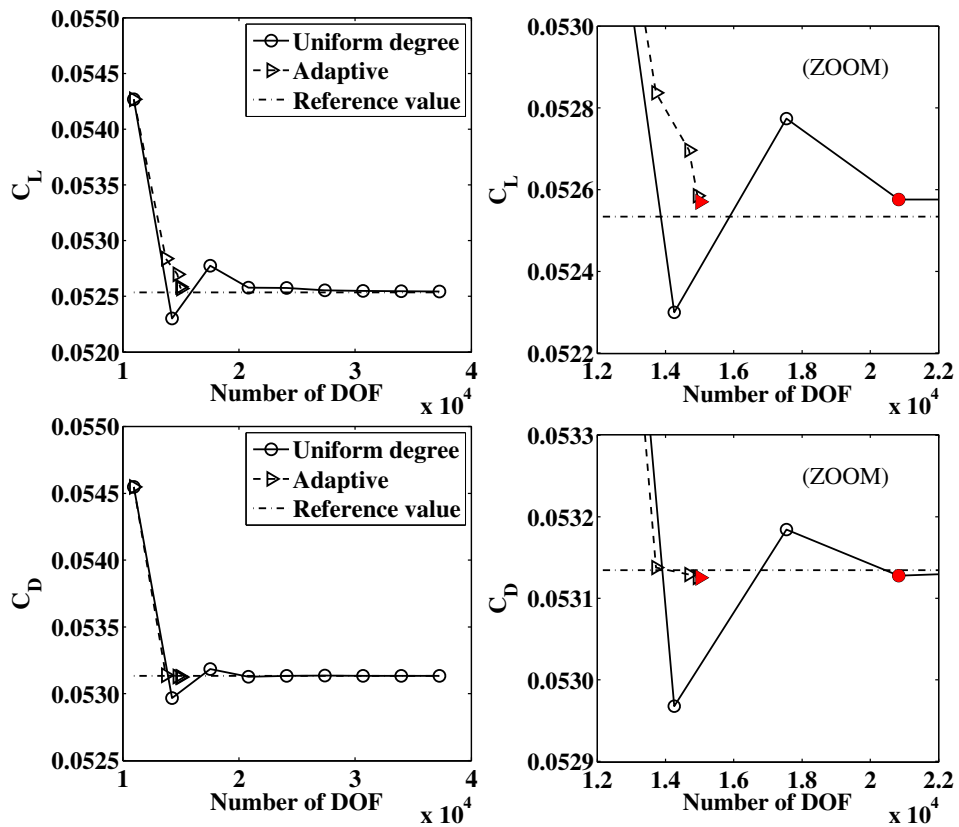 0.0550
0.0545
0.0540
0.0535
0.0530
0.0525
0.0520
C_L
Uniform degree
Adaptive
Reference value
1 2 3 4
Number of DOF
x 10^4
0.0530
0.0528
0.0526
0.0524
0.0522
C_L
(ZOOM)
1.2 1.4 1.6 1.8 2 2.2
Number of DOF
x 10^4
0.0550
0.0545
0.0540
0.0535
0.0530
0.0525
C_D
Uniform degree
Adaptive
Reference value
1 2 3 4
Number of DOF
x 10^4
0.0533
0.0532
0.0531
0.0530
0.0529
C_D
(ZOOM)
1.2 1.4 1.6 1.8 2 2.2
Number of DOF
x 10^4